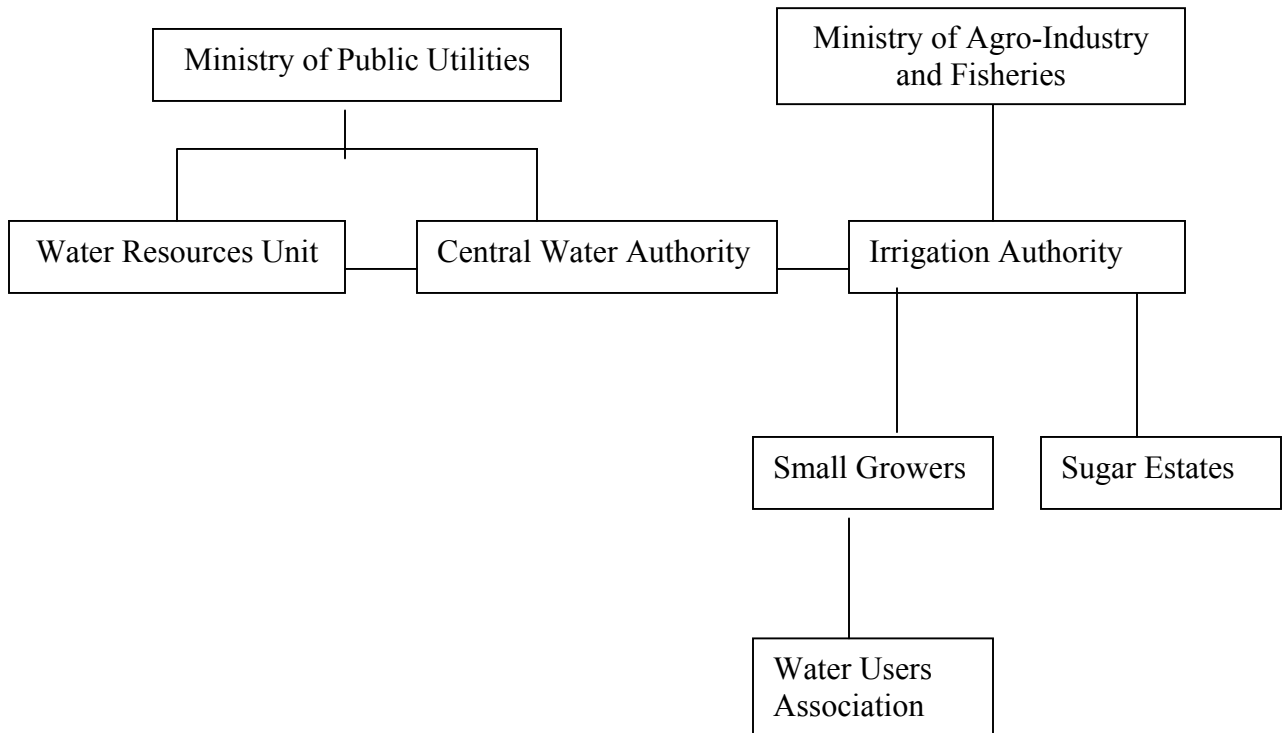 Ministry of Public Utilities
Ministry of Agro-Industry
and Fisheries
Water Resources Unit
Central Water Authority
Irrigation Authority
Small Growers
Sugar Estates
Water Users
Association